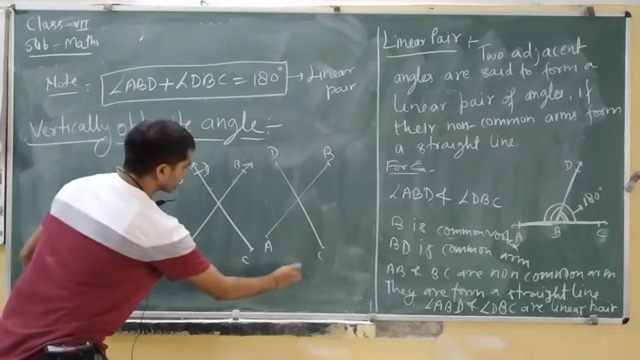 Class-VII
Sub-Maths
Note: ∠ABD+∠DBC=180° → Linear
pair
Vertically angle:-
D B
C
D B
A C
Linear Pair:- Two adjacent
angles are said to form a
Linear pair of angles, if
their non-common arms form
a straight line.
For Ex
∠ABD & ∠DBC
D
180°
A B C
B is common
BD is common arm
AB & BC are non common arm
They are form a straight line
∠ABD & ∠DBC are linear pair